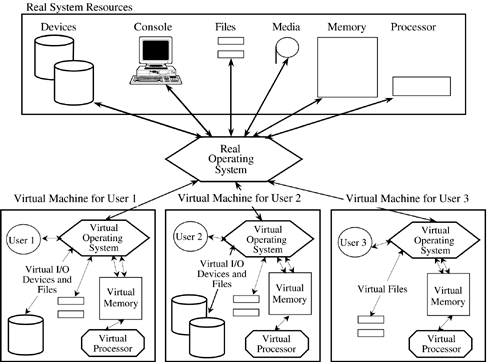 Real System Resources
Devices
Console
Files
Media
Memory
Processor
Real
Operating
System
Virtual Machine for User 1
Virtual Machine for User 2
Virtual Machine for User 3
User 1
Virtual
Operating
System
Virtual I/O
Devices and
Files
Virtual
Memory
Virtual
Processor
User 2
Virtual
Operating
System
Virtual I/O
Devices and
Files
Virtual
Memory
Virtual
Processor
User 3
Virtual
Operating
System
Virtual Files
Virtual
Memory
Virtual
Processor